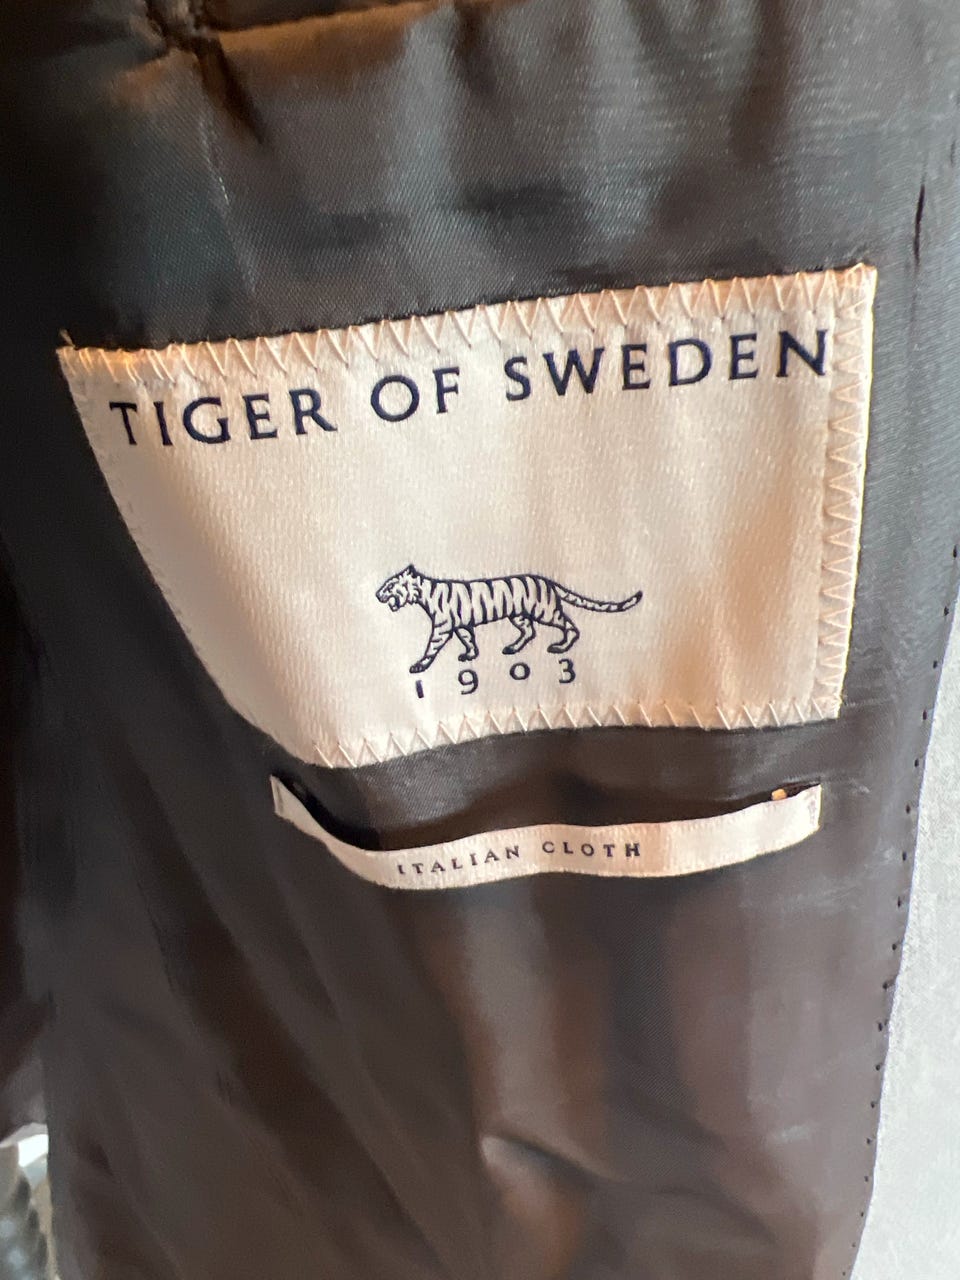 TIGER OF SWEDEN
1903
ITALIAN CLOTH